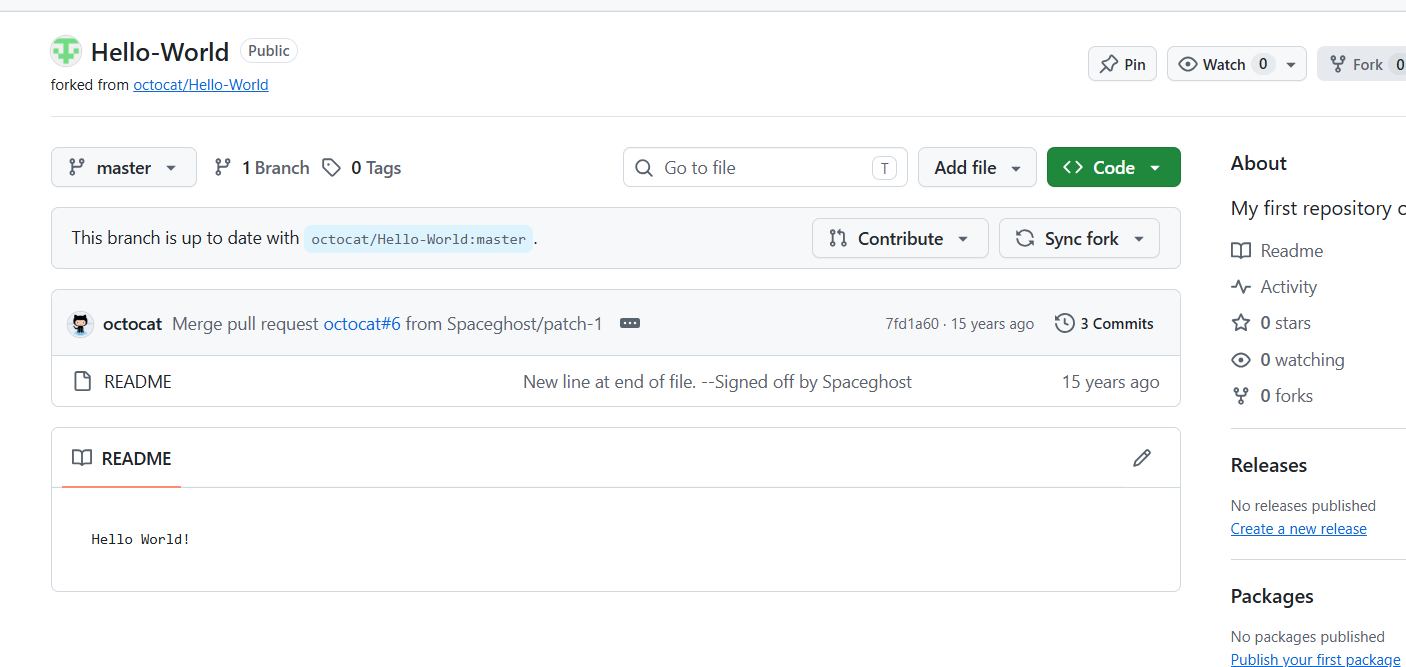 Hello-World Public
forked from octocat/Hello-World
Pin Watch 0 Fork 0
master 1 Branch 0 Tags Go to file T Add file Code
This branch is up to date with octocat/Hello-World:master . Contribute Sync fork
octocat Merge pull request octocat#6 from Spaceghost/patch-1 7fd1a60 · 15 years ago 3 Commits
README New line at end of file. --Signed off by Spaceghost 15 years ago
README
Hello World!
About
My first repository
Readme
Activity
0 stars
0 watching
0 forks
Releases
No releases published
Create a new release
Packages
No packages published
Publish your first package